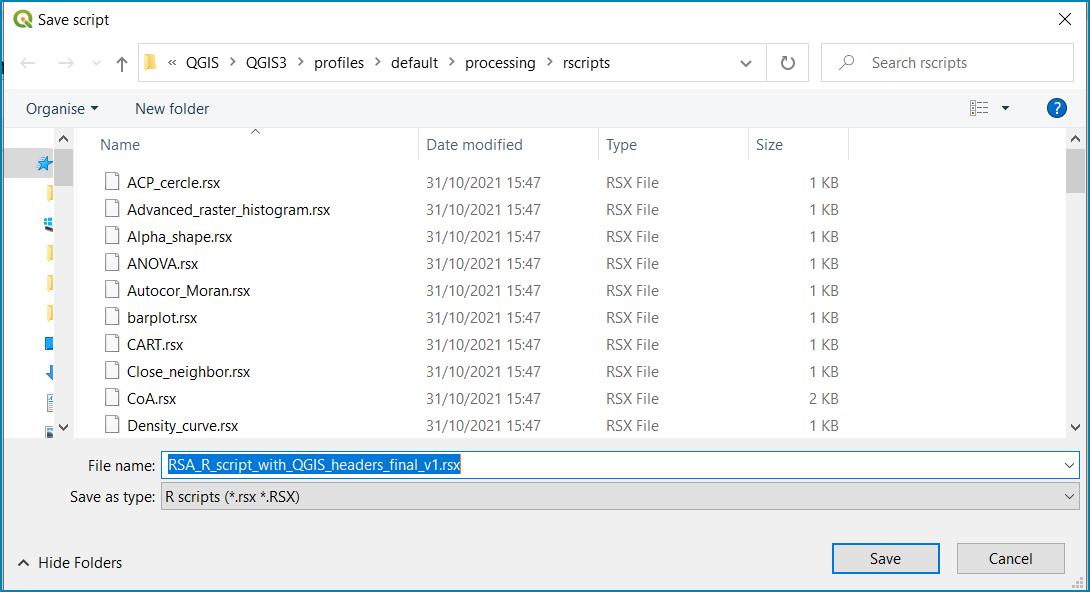 Save script
« QGIS > QGIS3 > profiles > default > processing > rscripts
Search rscripts
Organise New folder ?
Name Date modified Type Size
ACP_cercle.rsx 31/10/2021 15:47 RSX File 1 KB
Advanced_raster_histogram.rsx 31/10/2021 15:47 RSX File 1 KB
Alpha_shape.rsx 31/10/2021 15:47 RSX File 1 KB
ANOVA.rsx 31/10/2021 15:47 RSX File 1 KB
Autocor_Moran.rsx 31/10/2021 15:47 RSX File 1 KB
barplot.rsx 31/10/2021 15:47 RSX File 1 KB
CART.rsx 31/10/2021 15:47 RSX File 1 KB
Close_neighbor.rsx 31/10/2021 15:47 RSX File 1 KB
CoA.rsx 31/10/2021 15:47 RSX File 2 KB
Density_curve.rsx 31/10/2021 15:47 RSX File 1 KB
File name: RSA_R_script_with_QGIS_headers_final_v1.rsx
Save as type: R scripts (*.rsx *.RSX)
Hide Folders Save Cancel